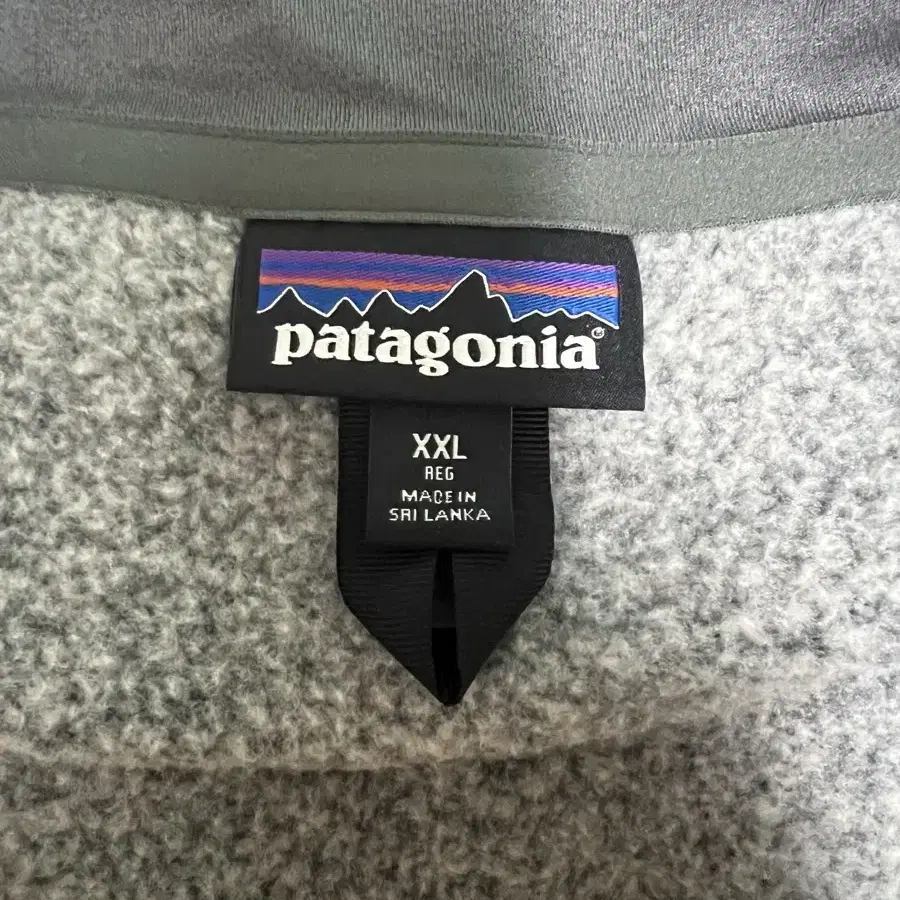 patagonia®
XXL
REG
MADE IN
SRI LANKA